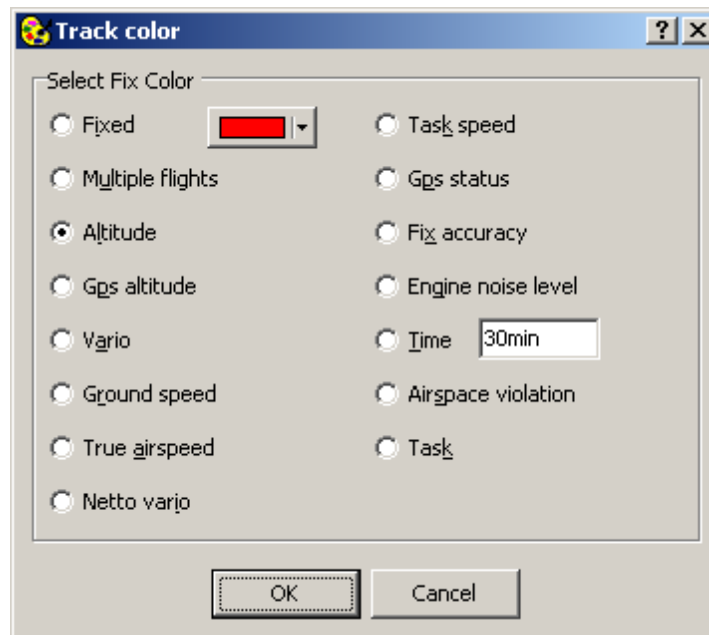 Track color
Select Fix Color
Fixed
Multiple flights
Altitude
Gps altitude
Vario
Ground speed
True airspeed
Netto vario
Task speed
Gps status
Fix accuracy
Engine noise level
Time 30min
Airspace violation
Task
OK Cancel